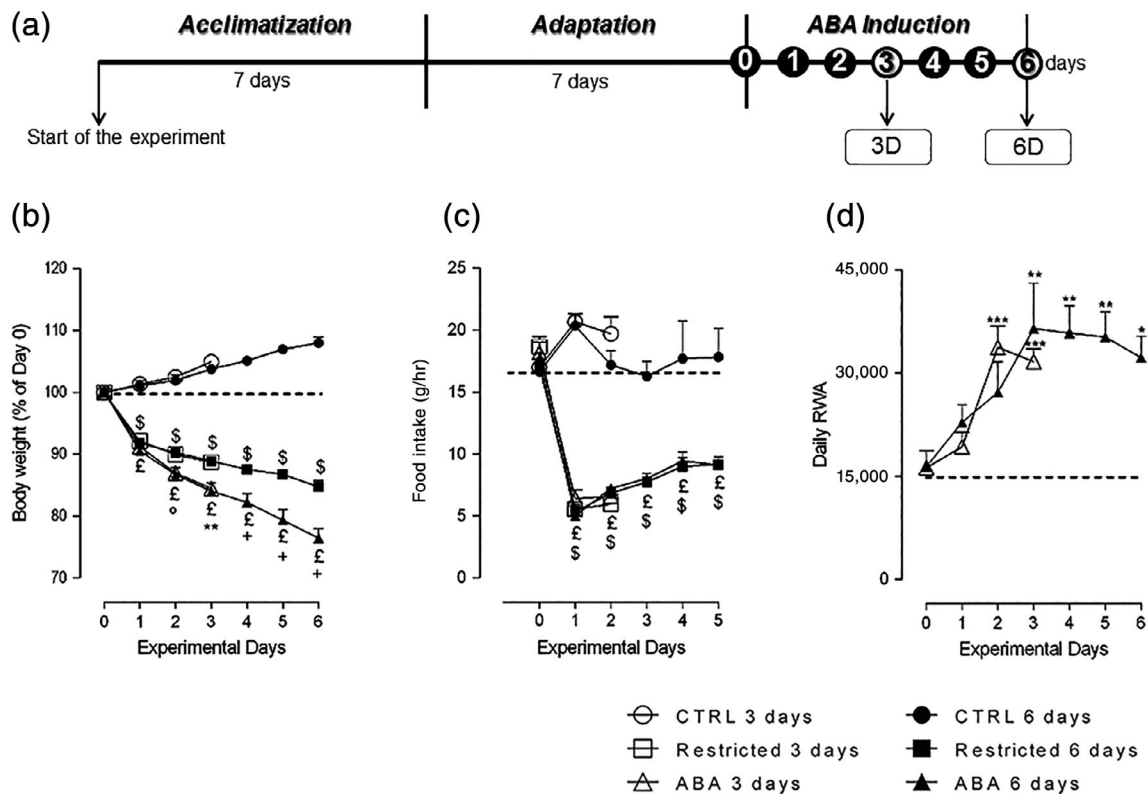 (a)
Acclimatization Adaptation ABA Induction
0 1 2 3 4 5 6 days
7 days 7 days
Start of the experiment
3D 6D
(b)
Body weight (% of Day 0)
120
110
100
90
80
70
$ $ $ $ $ $
£ £ £ £ £ £
° ** + + +
0 1 2 3 4 5 6
Experimental Days
(c)
Food intake (g/hr)
25
20
15
10
5
0
£ £ £ £ £
$ $ $ $ $
0 1 2 3 4 5
Experimental Days
(d)
Daily RWA
45,000
30,000
15,000
0
*** *** ** ** ** *
0 1 2 3 4 5 6
Experimental Days
CTRL 3 days CTRL 6 days
Restricted 3 days Restricted 6 days
ABA 3 days ABA 6 days